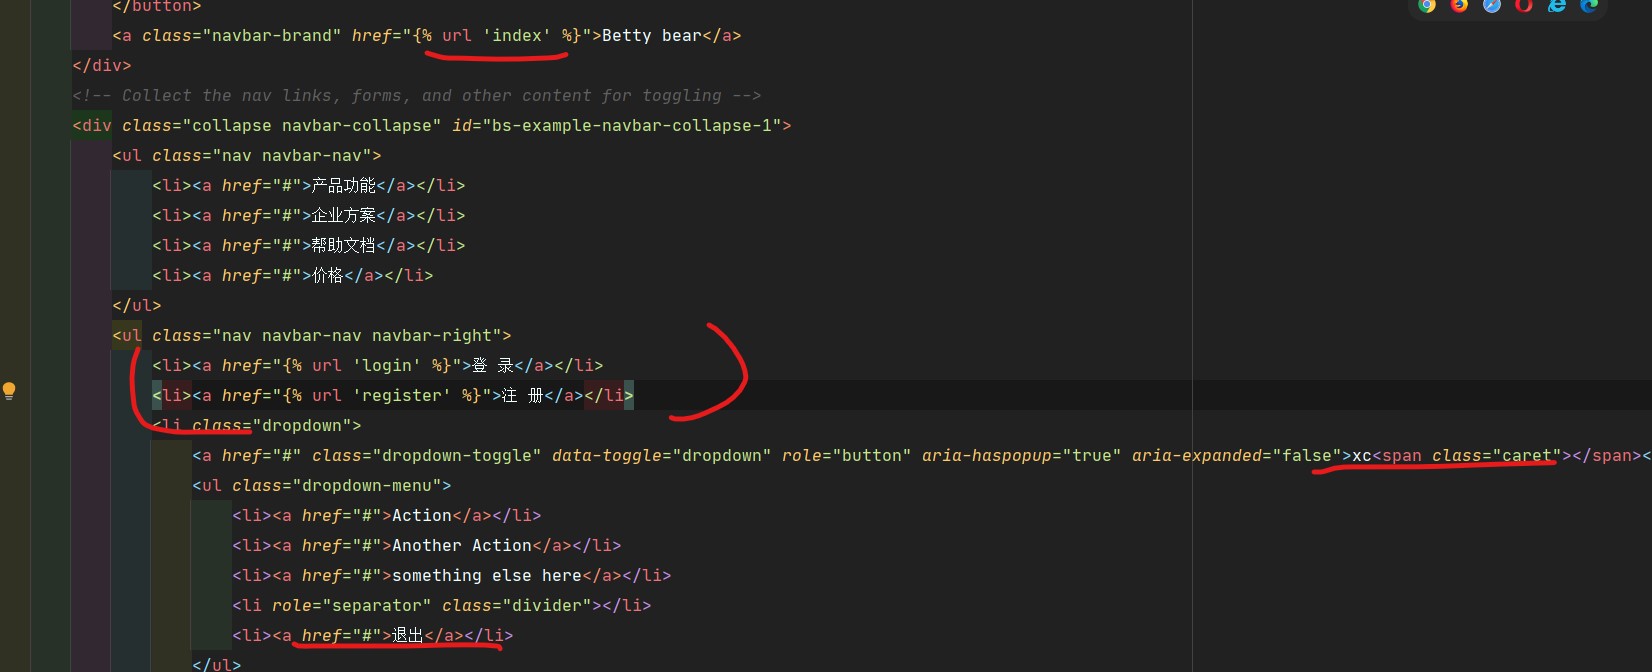 </button>
<a class="navbar-brand" href="{% url 'index' %}">Betty bear</a>
</div>
<!-- Collect the nav links, forms, and other content for toggling -->
<div class="collapse navbar-collapse" id="bs-example-navbar-collapse-1">
<ul class="nav navbar-nav">
<li><a href="#">产品功能</a></li>
<li><a href="#">企业方案</a></li>
<li><a href="#">帮助文档</a></li>
<li><a href="#">价格</a></li>
</ul>
<ul class="nav navbar-nav navbar-right">
<li><a href="{% url 'login' %}">登 录</a></li>
<li><a href="{% url 'register' %}">注 册</a></li>
<li class="dropdown">
<a href="#" class="dropdown-toggle" data-toggle="dropdown" role="button" aria-haspopup="true" aria-expanded="false">xc<span class="caret"></span><
<ul class="dropdown-menu">
<li><a href="#">Action</a></li>
<li><a href="#">Another Action</a></li>
<li><a href="#">something else here</a></li>
<li role="separator" class="divider"></li>
<li><a href="#">退出</a></li>
</ul>